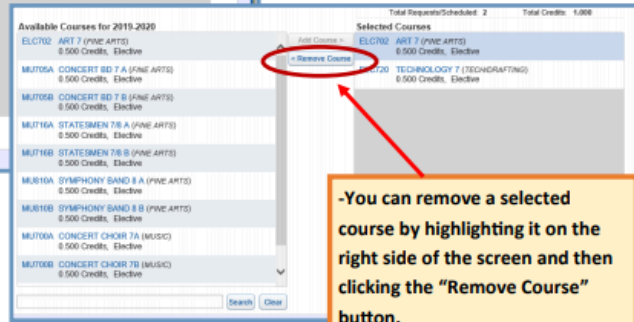 Total Requests/Scheduled: 2 Total Credits: 1.000
Available Courses for 2019-2020
Selected Courses
ELC702 ART 7 (FINE ARTS)
0.500 Credits, Elective
MU705A CONCERT BD 7 A (FINE ARTS)
0.500 Credits, Elective
MU705B CONCERT BD 7 B (FINE ARTS)
0.500 Credits, Elective
MU716A STATESMEN 7/8 A (FINE ARTS)
0.500 Credits, Elective
MU716B STATESMEN 7/8 B (FINE ARTS)
0.500 Credits, Elective
MU810A SYMPHONY BAND 8 A (FINE ARTS)
0.500 Credits, Elective
MU810B SYMPHONY BAND 8 B (FINE ARTS)
0.500 Credits, Elective
MU700A CONCERT CHOIR 7A (MUSIC)
0.500 Credits, Elective
MU700B CONCERT CHOIR 7B (MUSIC)
0.500 Credits, Elective
Search Clear
Add Course >
< Remove Course
ELC702 ART 7 (FINE ARTS)
0.500 Credits, Elective
C720 TECHNOLOGY 7 (TECH/DRAFTING)
0.500 Credits, Elective
-You can remove a selected
course by highlighting it on the
right side of the screen and then
clicking the “Remove Course”
button.